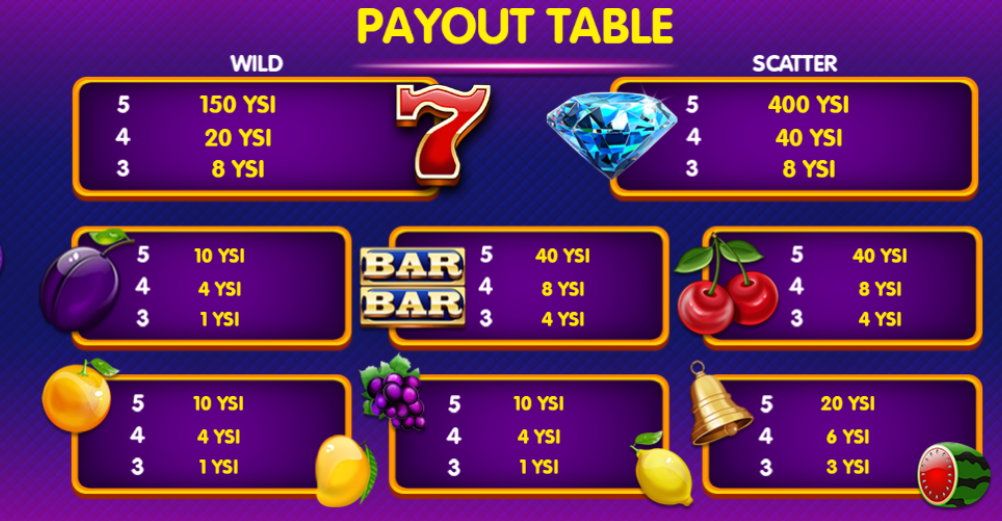 PAYOUT TABLE
WILD
5 150 YSI
4 20 YSI
3 8 YSI
SCATTER
5 400 YSI
4 40 YSI
3 8 YSI
5 10 YSI
4 4 YSI
3 1 YSI
BAR
BAR
5 40 YSI
4 8 YSI
3 4 YSI
5 40 YSI
4 8 YSI
3 4 YSI
5 10 YSI
4 4 YSI
3 1 YSI
5 10 YSI
4 4 YSI
3 1 YSI
5 20 YSI
4 6 YSI
3 3 YSI